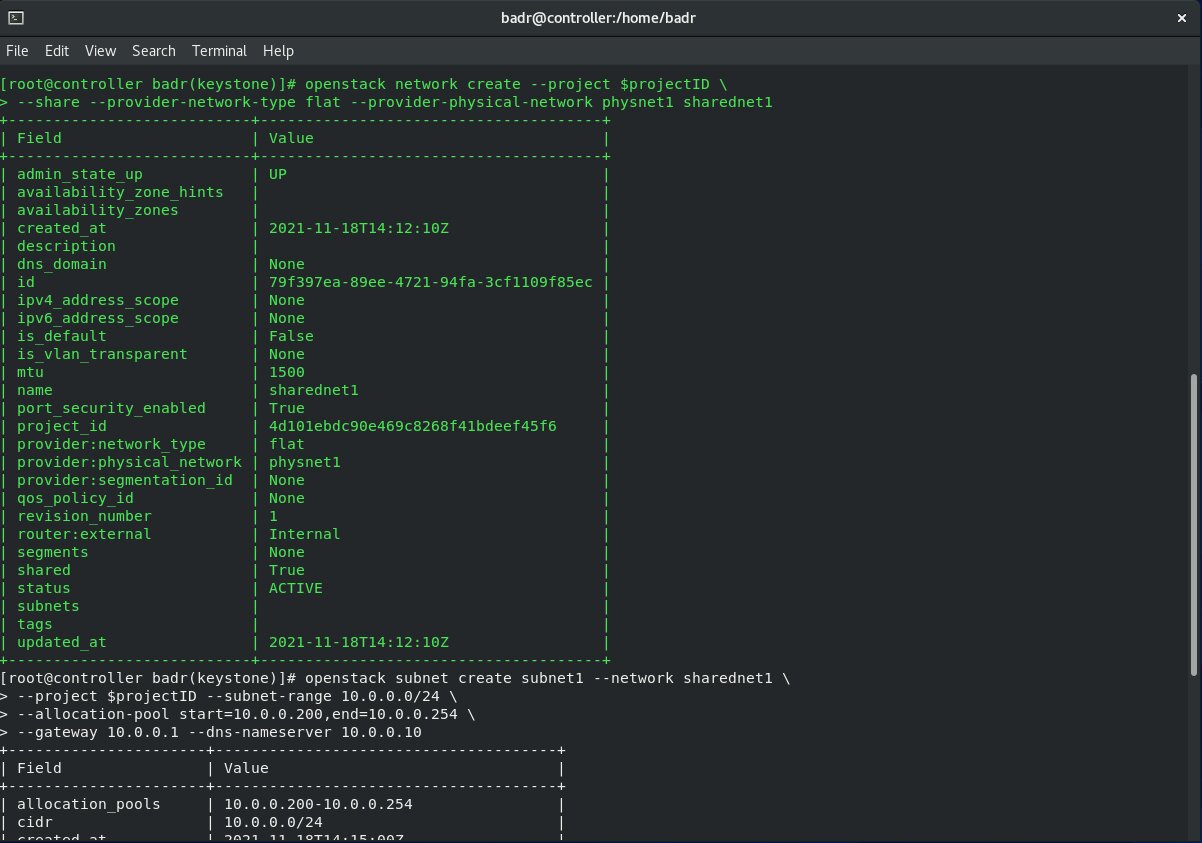 badr@controller:/home/badr
File Edit View Search Terminal Help
[root@controller badr(keystone)]# openstack network create --project $projectID \
> --share --provider-network-type flat --provider-physical-network physnet1 sharednet1
+---------------------------+--------------------------------------+
| Field                     | Value                                |
+---------------------------+--------------------------------------+
| admin_state_up            | UP                                   |
| availability_zone_hints   |                                      |
| availability_zones        |                                      |
| created_at                | 2021-11-18T14:12:10Z                 |
| description               |                                      |
| dns_domain                | None                                 |
| id                        | 79f397ea-89ee-4721-94fa-3cf1109f85ec |
| ipv4_address_scope        | None                                 |
| ipv6_address_scope        | None                                 |
| is_default                | False                                |
| is_vlan_transparent       | None                                 |
| mtu                       | 1500                                 |
| name                      | sharednet1                           |
| port_security_enabled     | True                                 |
| project_id                | 4d101ebdc90e469c8268f41bdeef45f6     |
| provider:network_type     | flat                                 |
| provider:physical_network | physnet1                             |
| provider:segmentation_id  | None                                 |
| qos_policy_id             | None                                 |
| revision_number           | 1                                    |
| router:external           | Internal                             |
| segments                  | None                                 |
| shared                    | True                                 |
| status                    | ACTIVE                               |
| subnets                   |                                      |
| tags                      |                                      |
| updated_at                | 2021-11-18T14:12:10Z                 |
+---------------------------+--------------------------------------+
[root@controller badr(keystone)]# openstack subnet create subnet1 --network sharednet1 \
> --project $projectID --subnet-range 10.0.0.0/24 \
> --allocation-pool start=10.0.0.200,end=10.0.0.254 \
> --gateway 10.0.0.1 --dns-nameserver 10.0.0.10
+----------------------+--------------------------------------+
| Field                | Value                                |
+----------------------+--------------------------------------+
| allocation_pools     | 10.0.0.200-10.0.0.254                |
| cidr                 | 10.0.0.0/24                          |
| created_at           | 2021-11-18T14:15:00Z                 |